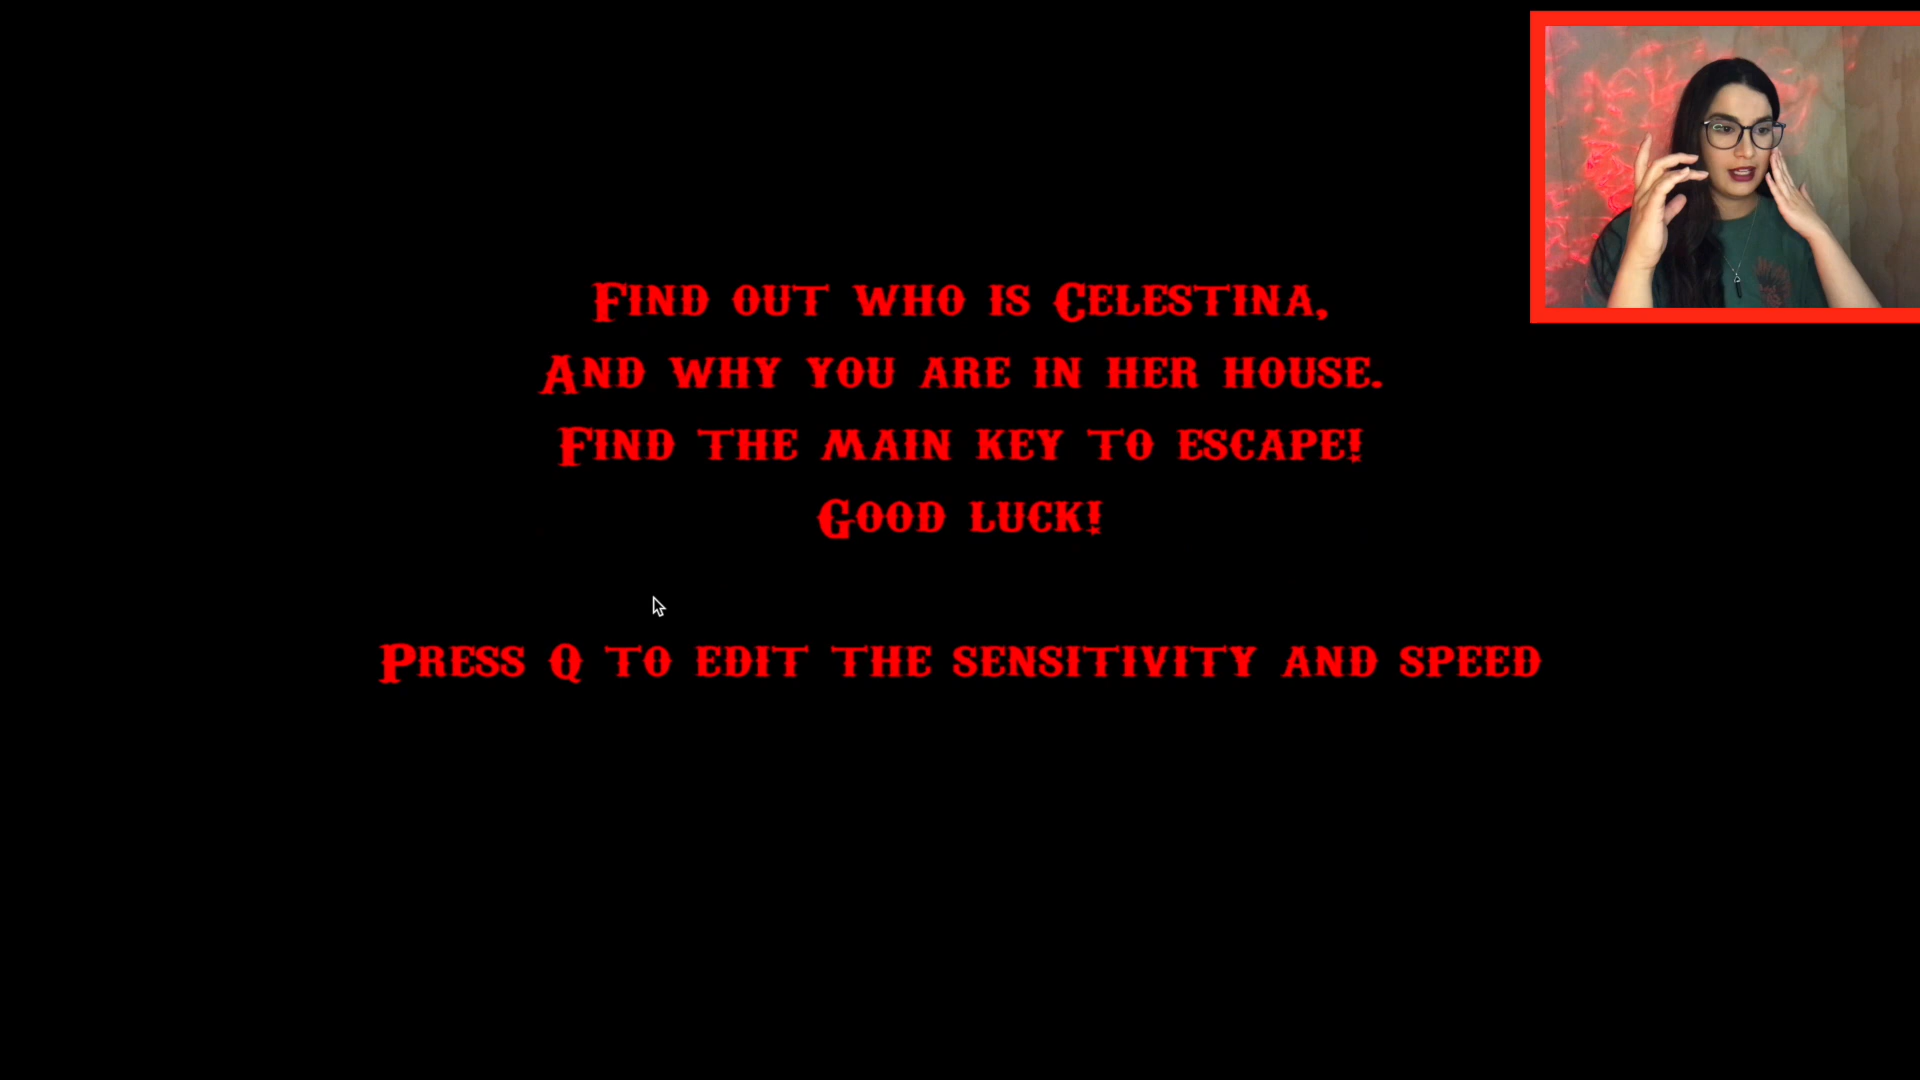 Find out who is Celestina,
And why you are in her house.
Find the main key to escape!
Good luck!
Press Q to edit the sensitivity and speed